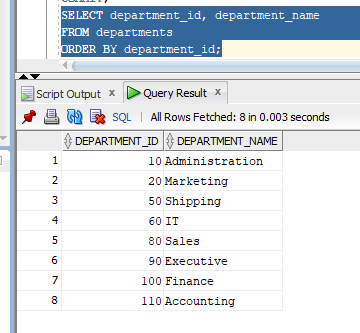 SELECT department_id, department_name
FROM departments
ORDER BY department_id;
Script Output × Query Result ×
SQL | All Rows Fetched: 8 in 0.003 seconds
DEPARTMENT_ID DEPARTMENT_NAME
1 10 Administration
2 20 Marketing
3 50 Shipping
4 60 IT
5 80 Sales
6 90 Executive
7 100 Finance
8 110 Accounting